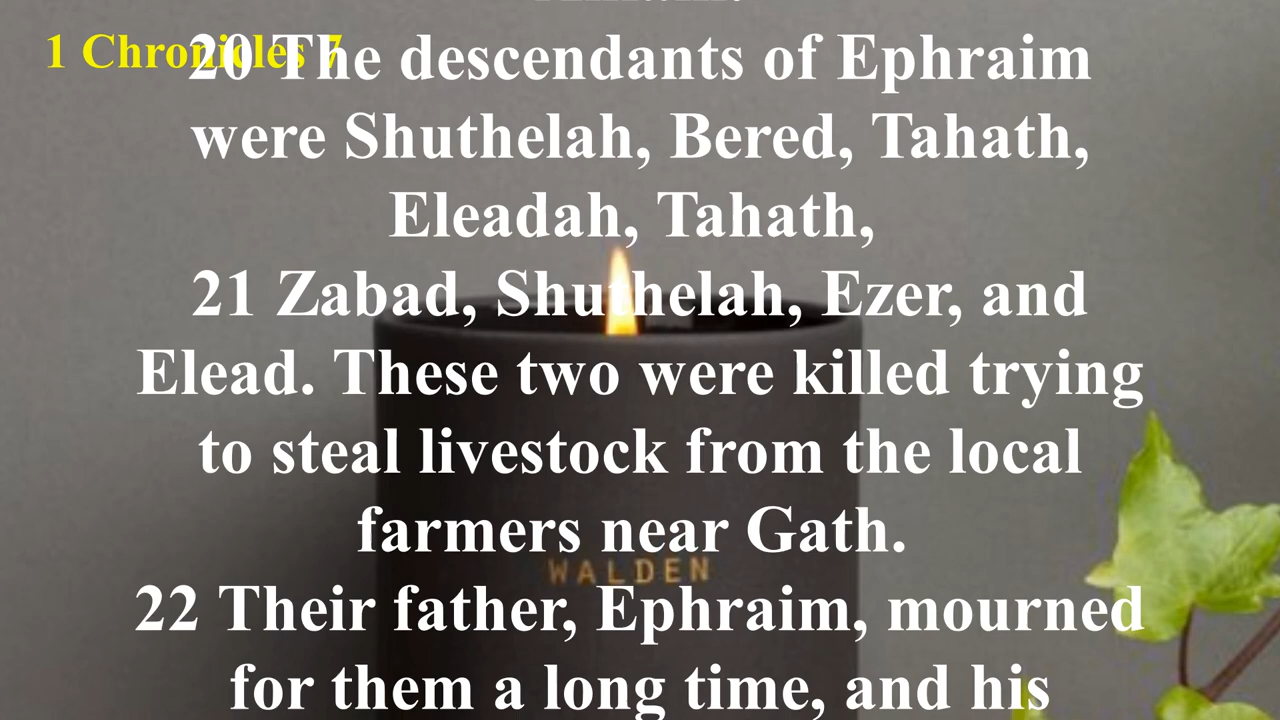 1 Chronicles 7
20 The descendants of Ephraim
were Shuthelah, Bered, Tahath,
Eleadah, Tahath,
21 Zabad, Shuthelah, Ezer, and
Elead. These two were killed trying
to steal livestock from the local
farmers near Gath.
WALDEN
22 Their father, Ephraim, mourned
for them a long time, and his